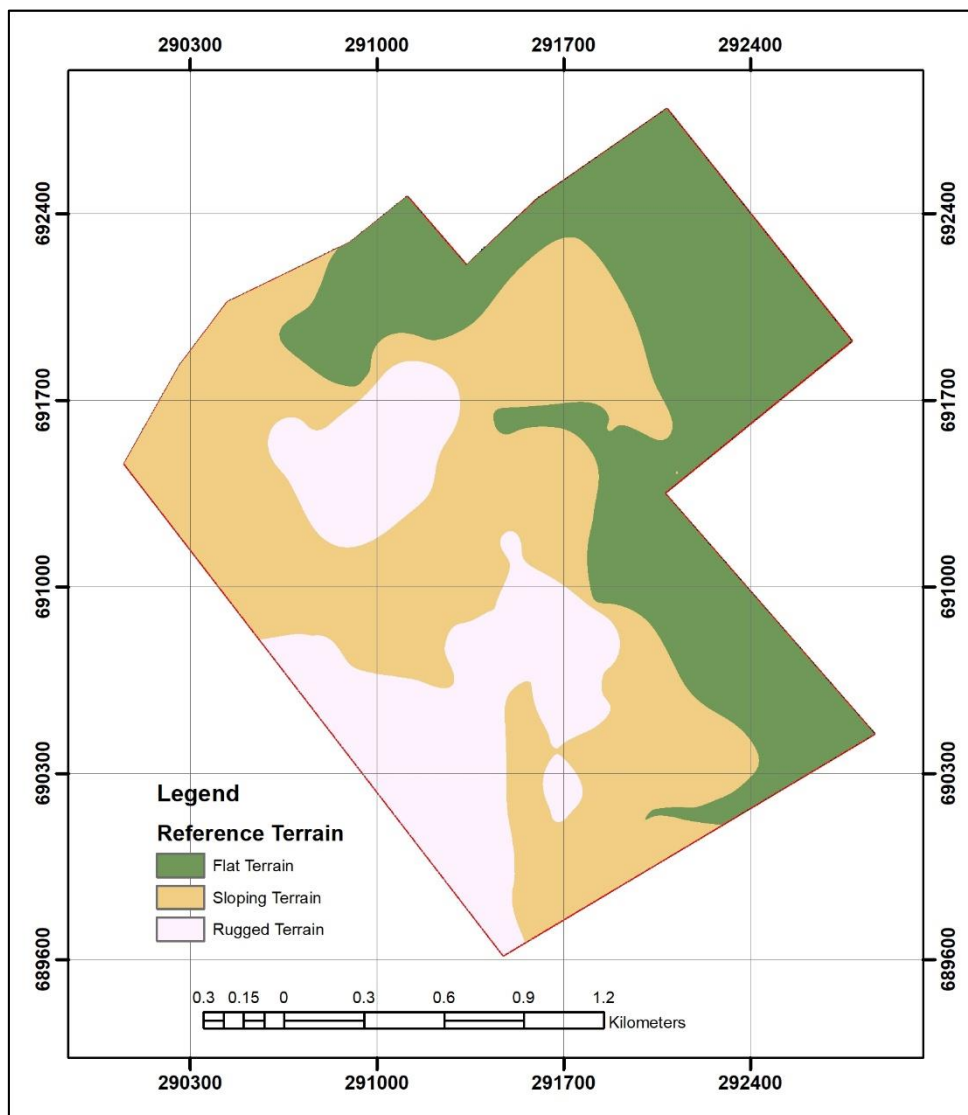 290300 291000 291700 292400
692400 692400
691700 691700
691000 691000
690300 690300
689600 689600
Legend
Reference Terrain
Flat Terrain
Sloping Terrain
Rugged Terrain
0.3 0.15 0 0.3 0.6 0.9 1.2
Kilometers
290300 291000 291700 292400